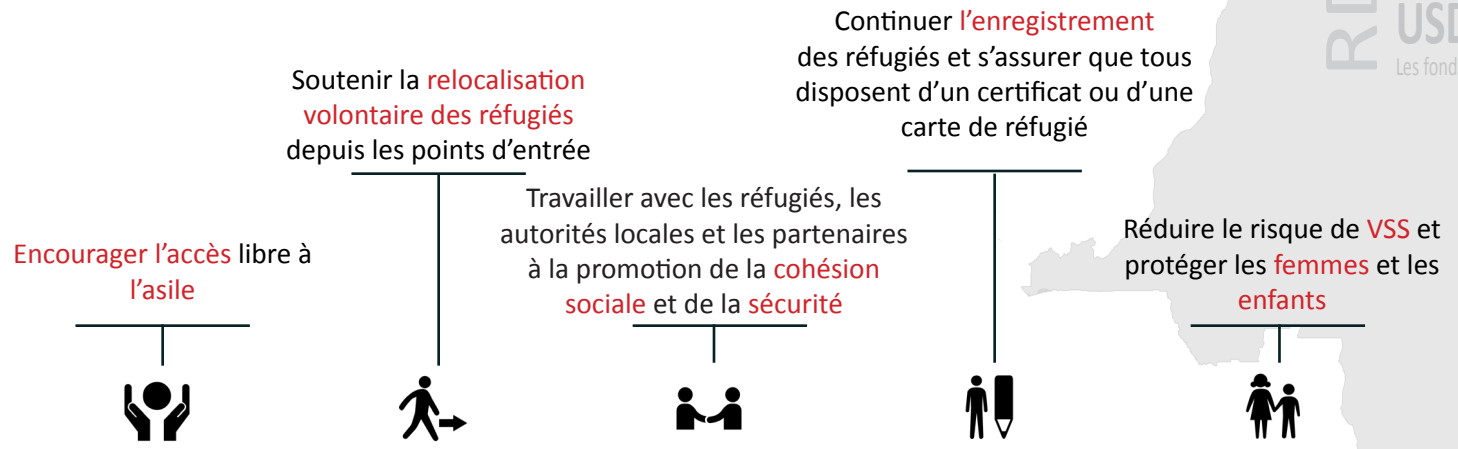 Encourager l’accès libre à
l’asile
Soutenir la relocalisation
volontaire des réfugiés
depuis les points d’entrée
Travailler avec les réfugiés, les
autorités locales et les partenaires
à la promotion de la cohésion
sociale et de la sécurité
Continuer l’enregistrement
des réfugiés et s’assurer que tous
disposent d’un certificat ou d’une
carte de réfugié
Réduire le risque de VSS et
protéger les femmes et les
enfants
Les fond